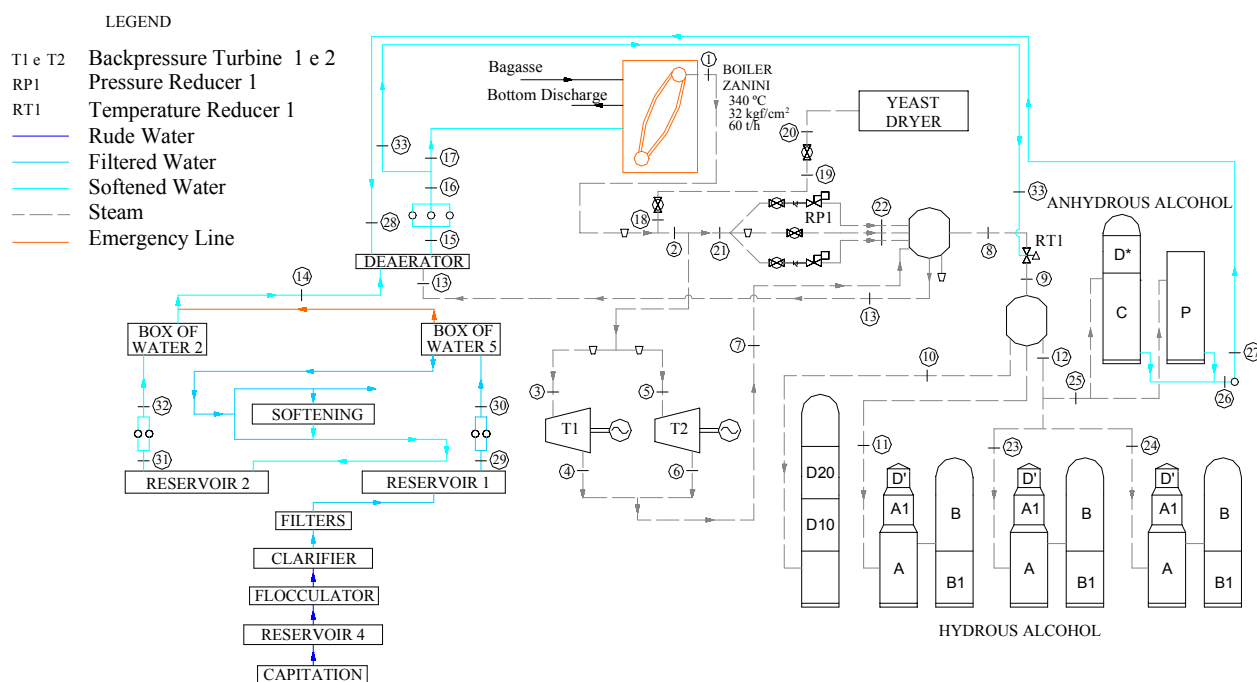 LEGEND
T1 e T2 Backpressure Turbine 1 e 2
RP1 Pressure Reducer 1
RT1 Temperature Reducer 1
Rude Water
Filtered Water
Softened Water
Steam
Emergency Line
Bagasse
Bottom Discharge
1
BOILER
ZANINI
340 ºC
32 kgf/cm²
60 t/h
YEAST
DRYER
20
19
33
17
16
28
15
DEAERATOR
13
14
18
2
21
RP1
22
8
33
RT1
9
13
ANHYDROUS ALCOHOL
D*
C
P
27
26
25
BOX OF
WATER 2
BOX OF
WATER 5
SOFTENING
32
31
30
29
RESERVOIR 2
RESERVOIR 1
FILTERS
CLARIFIER
FLOCCULATOR
RESERVOIR 4
CAPITATION
3
5
7
T1
T2
4
6
10
12
11
23
24
D20
D10
D'
A1
A
B
B1
D'
A1
A
B
B1
D'
A1
A
B
B1
HYDROUS ALCOHOL